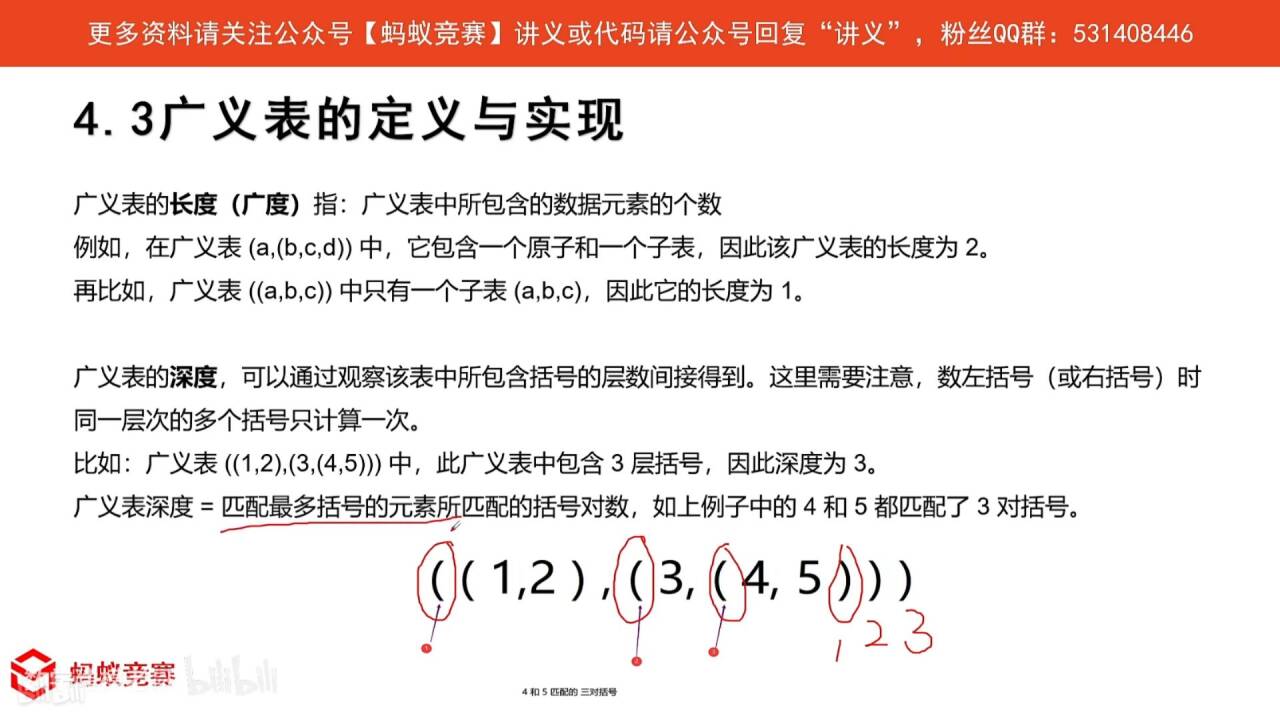 更多资料请关注公众号【蚂蚁竞赛】讲义或代码请公众号回复“讲义”，粉丝QQ群：531408446
4.3广义表的定义与实现
广义表的长度（广度）指：广义表中所包含的数据元素的个数
例如，在广义表 (a,(b,c,d)) 中，它包含一个原子和一个子表，因此该广义表的长度为 2。
再比如，广义表 ((a,b,c)) 中只有一个子表 (a,b,c)，因此它的长度为 1。
广义表的深度，可以通过观察该表中所包含括号的层数间接得到。这里需要注意，数左括号（或右括号）时
同一层次的多个括号只计算一次。
比如：广义表 ((1,2),(3,(4,5))) 中，此广义表中包含 3 层括号，因此深度为 3。
广义表深度 = 匹配最多括号的元素所匹配的括号对数，如上例子中的 4 和 5 都匹配了 3 对括号。
( ( 1,2 ) , ( 3, ( 4, 5 ) ) )
1 2 3
1 2 3
蚂蚁竞赛
bilibili
4 和 5 匹配的 三对括号